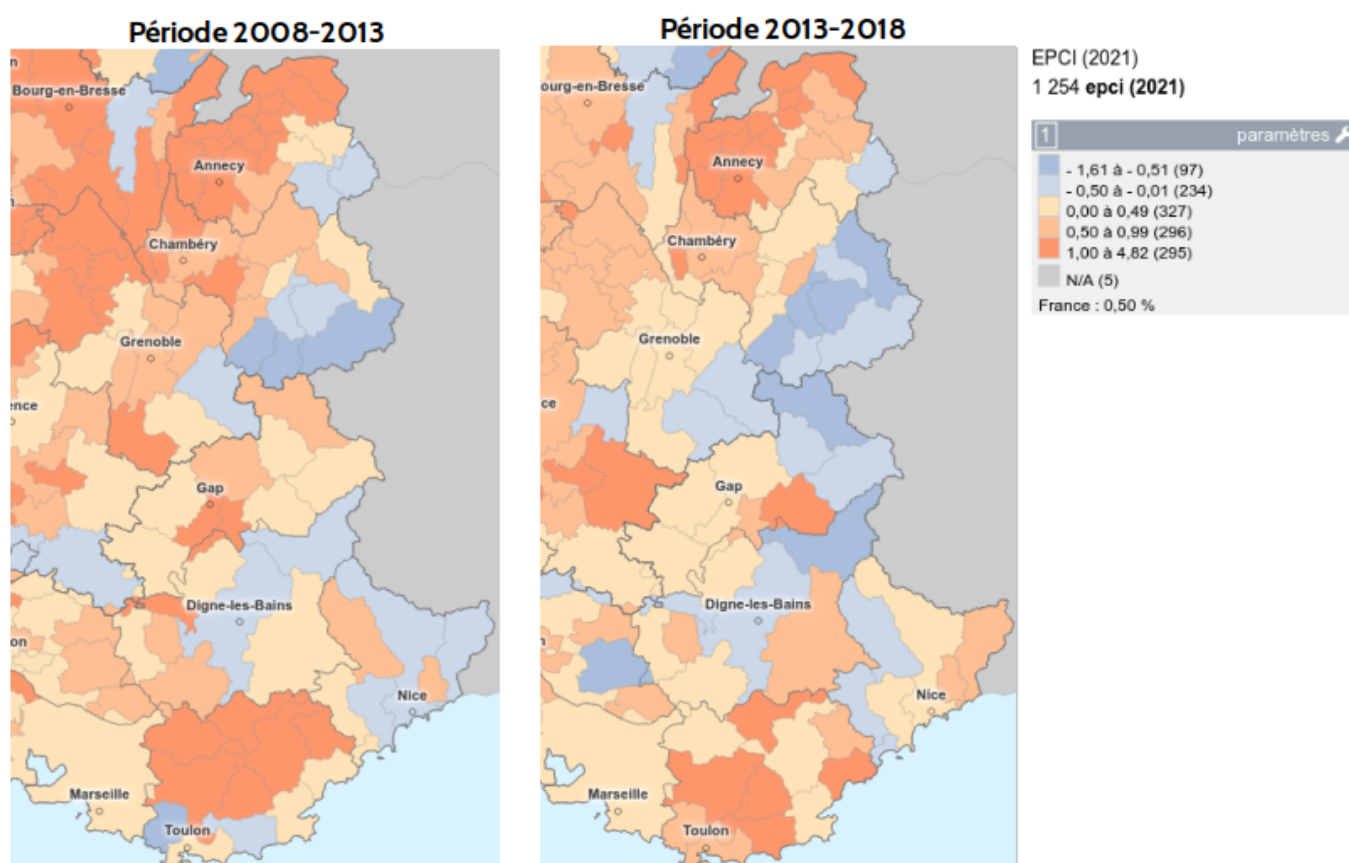 Période 2008-2013
n
Bourg-en-Bresse
Annecy
n
Chambéry
Grenoble
ence
Gap
Digne-les-Bains
on
Nice
Marseille
Toulon
Période 2013-2018
ourg-en-Bresse
Annecy
Chambéry
Grenoble
ce
Gap
Digne-les-Bains
n
Nice
Marseille
Toulon
EPCI (2021)
1 254 epci (2021)
1 paramètres
- 1,61 à - 0,51 (97)
- 0,50 à - 0,01 (234)
0,00 à 0,49 (327)
0,50 à 0,99 (296)
1,00 à 4,82 (295)
N/A (5)
France : 0,50 %